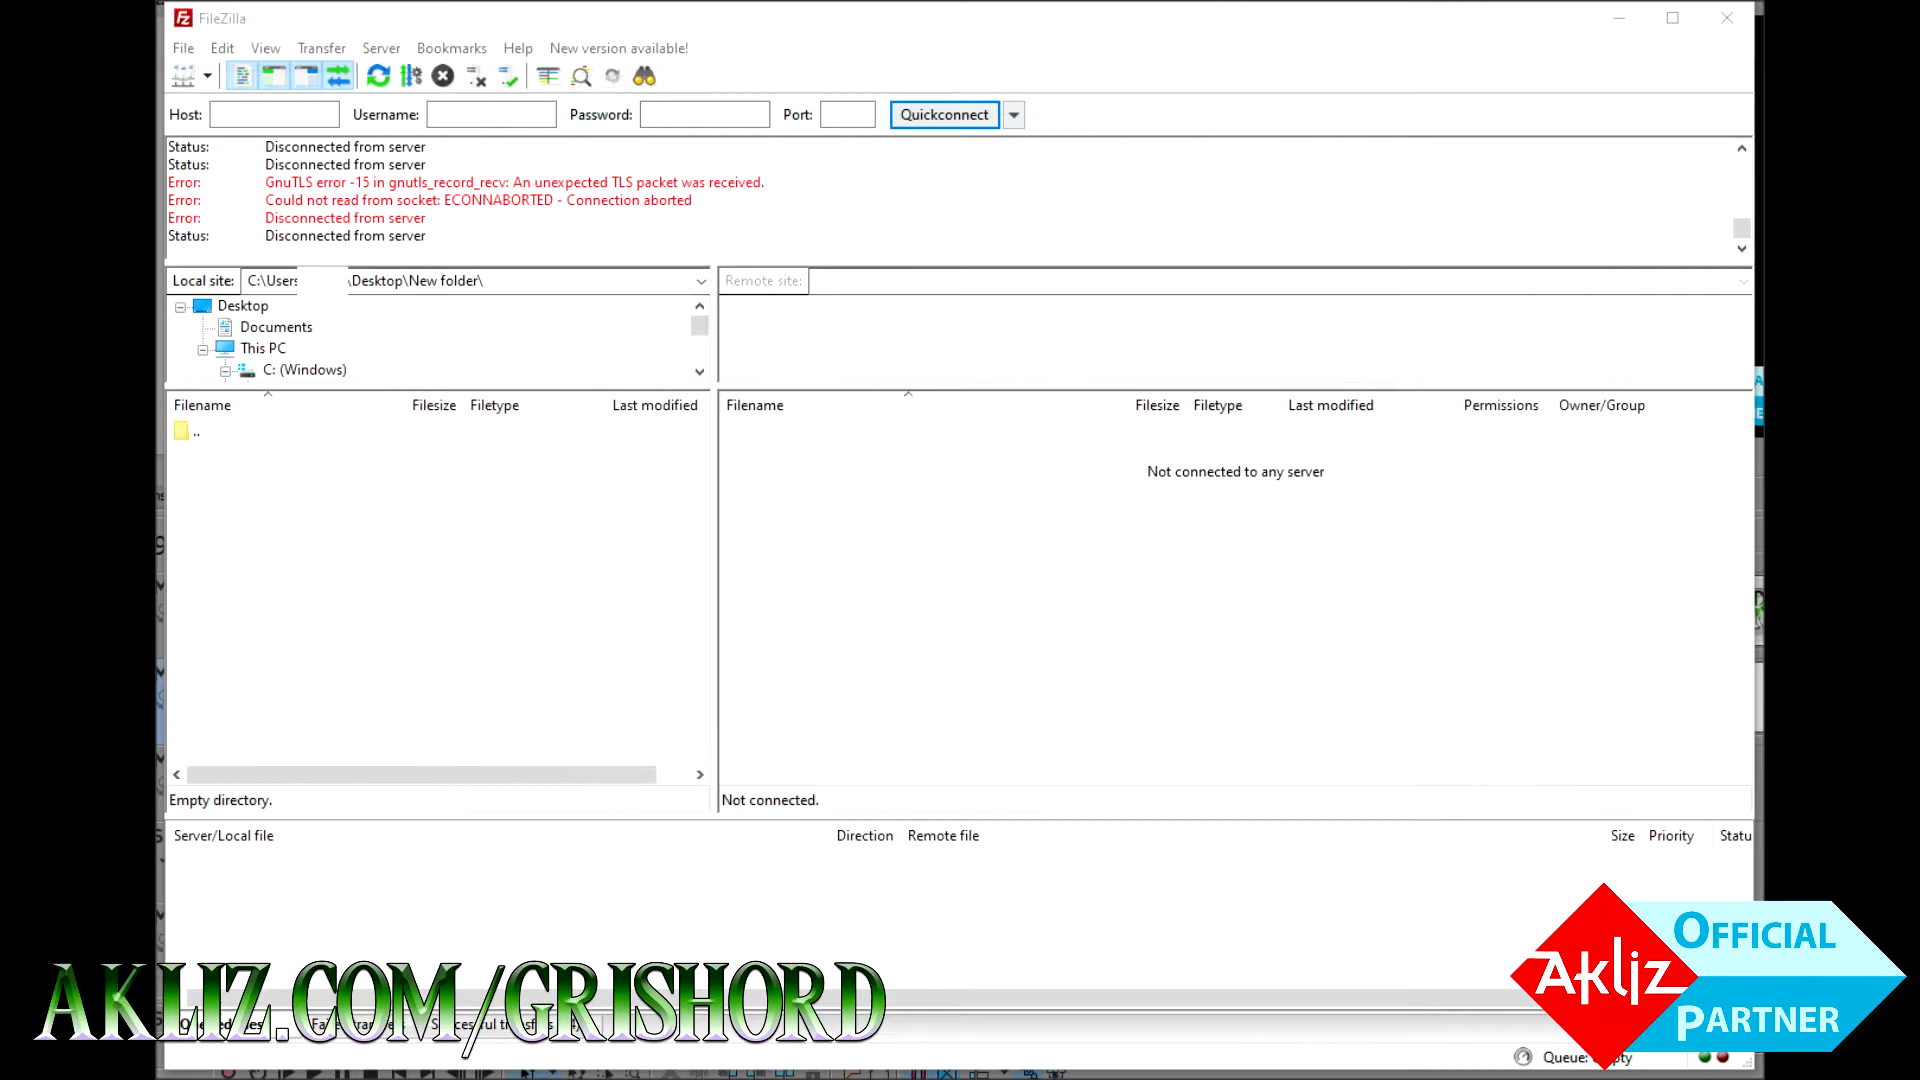 FileZilla
File Edit View Transfer Server Bookmarks Help New version available!
Host: Username: Password: Port: Quickconnect
Status: Disconnected from server
Status: Disconnected from server
Error: GnuTLS error -15 in gnutls_record_recv: An unexpected TLS packet was received.
Error: Could not read from socket: ECONNABORTED - Connection aborted
Error: Disconnected from server
Status: Disconnected from server
Local site: C:\Users \Desktop\New folder\
Remote site:
Desktop
Documents
This PC
C: (Windows)
Filename Filesize Filetype Last modified
..
Empty directory.
Filename Filesize Filetype Last modified Permissions Owner/Group
Not connected to any server
Not connected.
Server/Local file Direction Remote file Size Priority Statu
AKLIZ.COM/GRISHORD
Akliz
OFFICIAL
PARTNER
Queue: